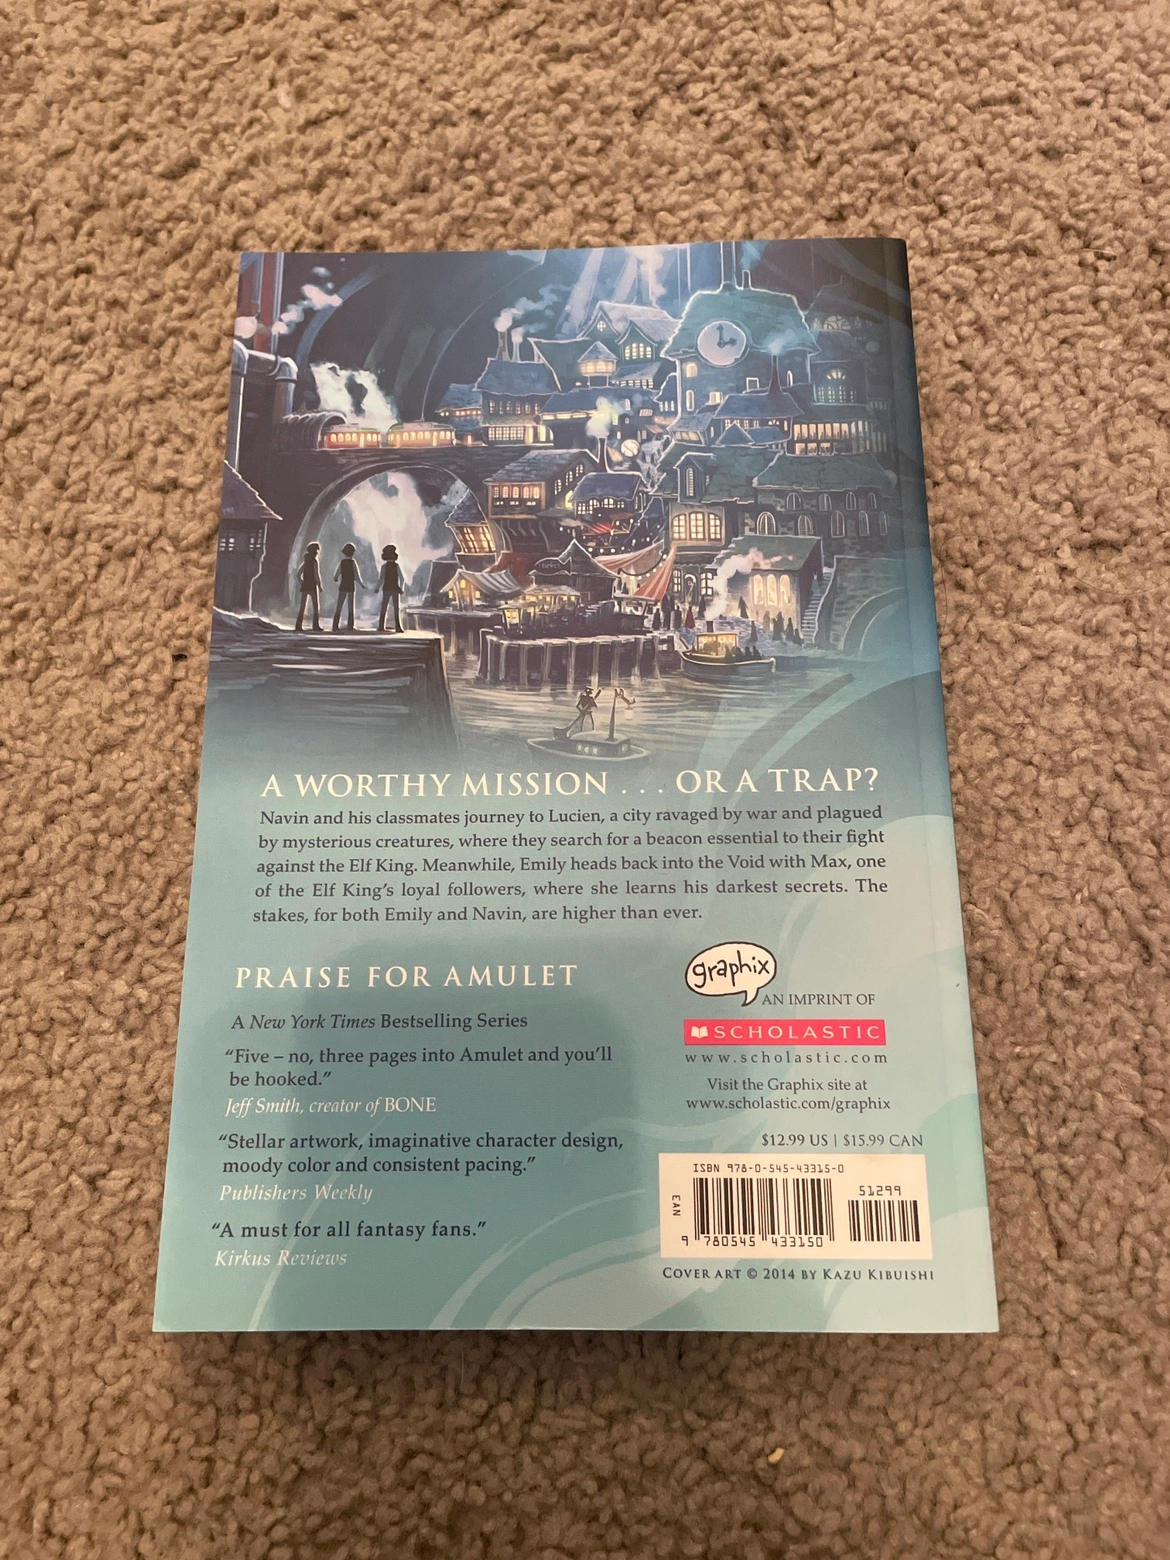 A WORTHY MISSION . . . OR A TRAP?
Navin and his classmates journey to Lucien, a city ravaged by war and plagued
by mysterious creatures, where they search for a beacon essential to their fight
against the Elf King. Meanwhile, Emily heads back into the Void with Max, one
of the Elf King’s loyal followers, where she learns his darkest secrets. The
stakes, for both Emily and Navin, are higher than ever.
PRAISE FOR AMULET
A New York Times Bestselling Series
“Five – no, three pages into Amulet and you’ll
be hooked.”
Jeff Smith, creator of BONE
“Stellar artwork, imaginative character design,
moody color and consistent pacing.”
Publishers Weekly
“A must for all fantasy fans.”
Kirkus Reviews
graphix
AN IMPRINT OF
SCHOLASTIC
www.scholastic.com
Visit the Graphix site at
www.scholastic.com/graphix
$12.99 US | $15.99 CAN
ISBN 978-0-545-43315-0
51299
EAN
9 780545 433150
COVER ART © 2014 BY KAZU KIBUISHI